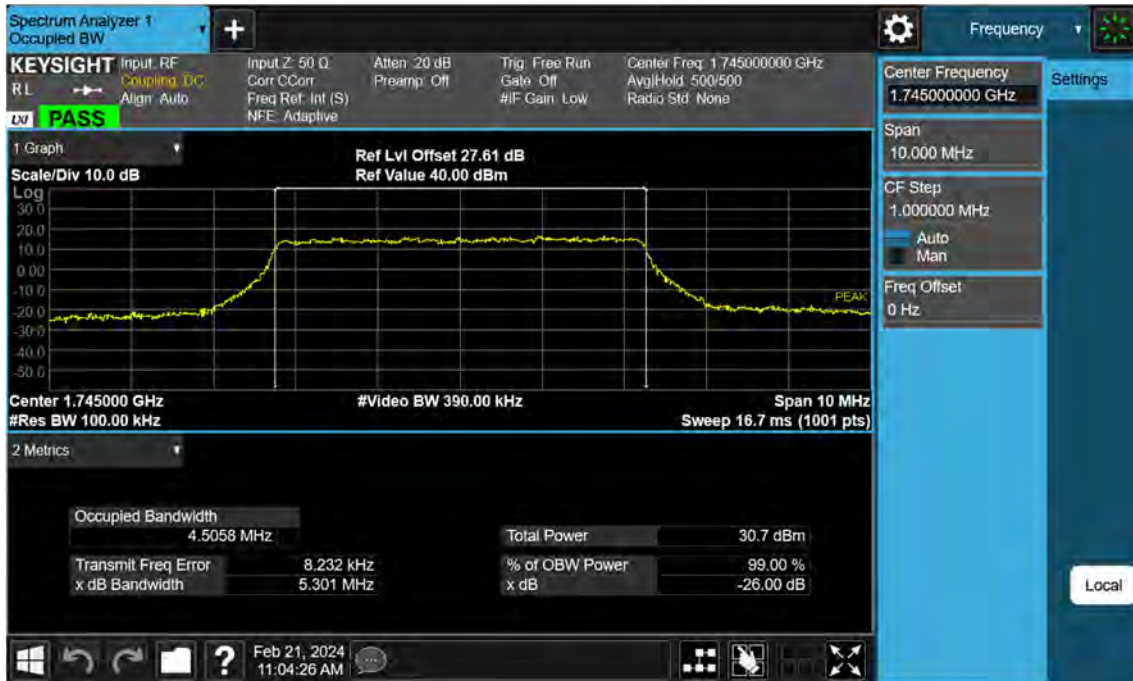 Spectrum Analyzer 1
Occupied BW
+
Frequency
KEYSIGHT Input: RF Input Z: 50 Ω Atten: 20 dB Trig: Free Run Center Freq: 1.745000000 GHz
RL Coupling: DC Corr CCorr Preamp: Off Gate: Off Avg|Hold: 500/500
Align: Auto Freq Ref: Int (S) #IF Gain: Low Radio Std: None
LXI PASS NFE: Adaptive
Center Frequency
1.745000000 GHz
Settings
Span
10.000 MHz
CF Step
1.000000 MHz
Auto
Man
Freq Offset
0 Hz
1 Graph
Scale/Div 10.0 dB
Ref Lvl Offset 27.61 dB
Ref Value 40.00 dBm
Log
30.0
20.0
10.0
0.00
-10.0
PEAK
-20.0
-30.0
-40.0
-50.0
Center 1.745000 GHz #Video BW 390.00 kHz Span 10 MHz
#Res BW 100.00 kHz Sweep 16.7 ms (1001 pts)
2 Metrics
Occupied Bandwidth
4.5058 MHz
Total Power 30.7 dBm
Transmit Freq Error 8.232 kHz % of OBW Power 99.00 %
x dB Bandwidth 5.301 MHz x dB -26.00 dB
Local
? Feb 21, 2024
11:04:26 AM